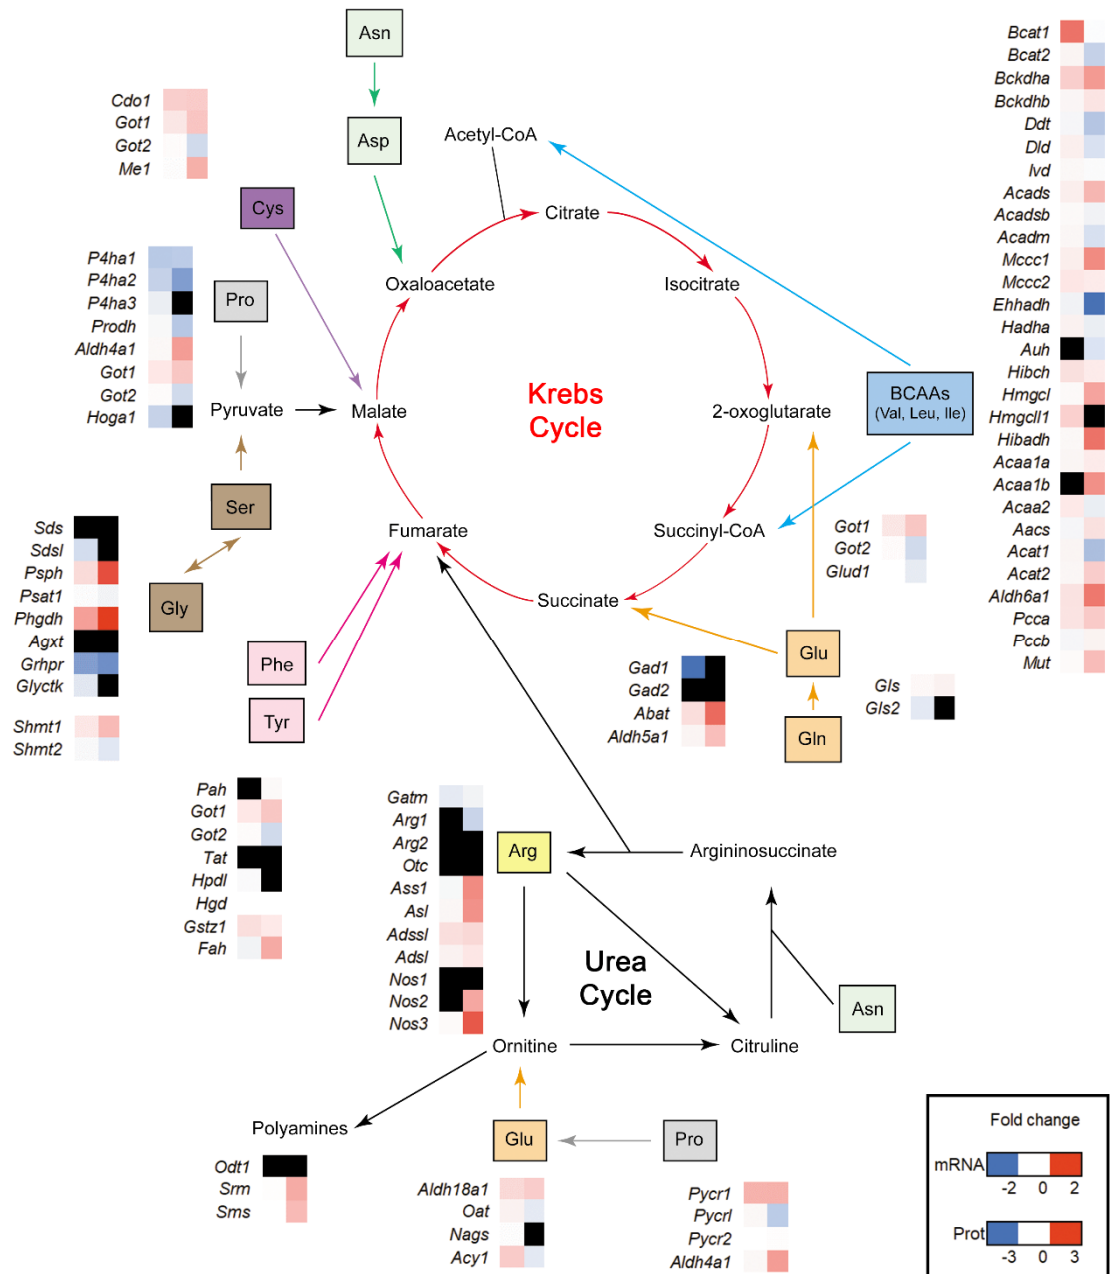 Asn
Bcat1
Bcat2
Bckdha
Bckdhb
Ddt
Dld
Ivd
Acads
Acadsb
Acadm
Mccc1
Mccc2
Ehhadh
Hadha
Auh
Hibch
Hmgcl
Hmgcll1
Hibadh
Acaa1a
Acaa1b
Acaa2
Aacs
Acat1
Acat2
Aldh6a1
Pcca
Pccb
Mut
Cdo1
Got1
Got2
Me1
Asp
Acetyl-CoA
Cys
Citrate
Oxaloacetate
Isocitrate
P4ha1
P4ha2
P4ha3
Prodh
Aldh4a1
Got1
Got2
Hoga1
Pro
Pyruvate
Malate
Krebs
Cycle
2-oxoglutarate
BCAAs
(Val, Leu, Ile)
Ser
Fumarate
Succinyl-CoA
Got1
Got2
Glud1
Sds
Sdsl
Psph
Psat1
Phgdh
Agxt
Grhpr
Glyctk
Shmt1
Shmt2
Gly
Succinate
Phe
Tyr
Glu
Gln
Gad1
Gad2
Abat
Aldh5a1
Gls
Gls2
Pah
Got1
Got2
Tat
Hpdl
Hgd
Gstz1
Fah
Gatm
Arg1
Arg2
Otc
Ass1
Asl
Adssl
Adsl
Nos1
Nos2
Nos3
Arg
Argininosuccinate
Urea
Cycle
Asn
Ornitine
Citruline
Polyamines
Odt1
Srm
Sms
Glu
Pro
Aldh18a1
Oat
Nags
Acy1
Pycr1
Pycrl
Pycr2
Aldh4a1
Fold change
mRNA
-2 0 2
Prot
-3 0 3